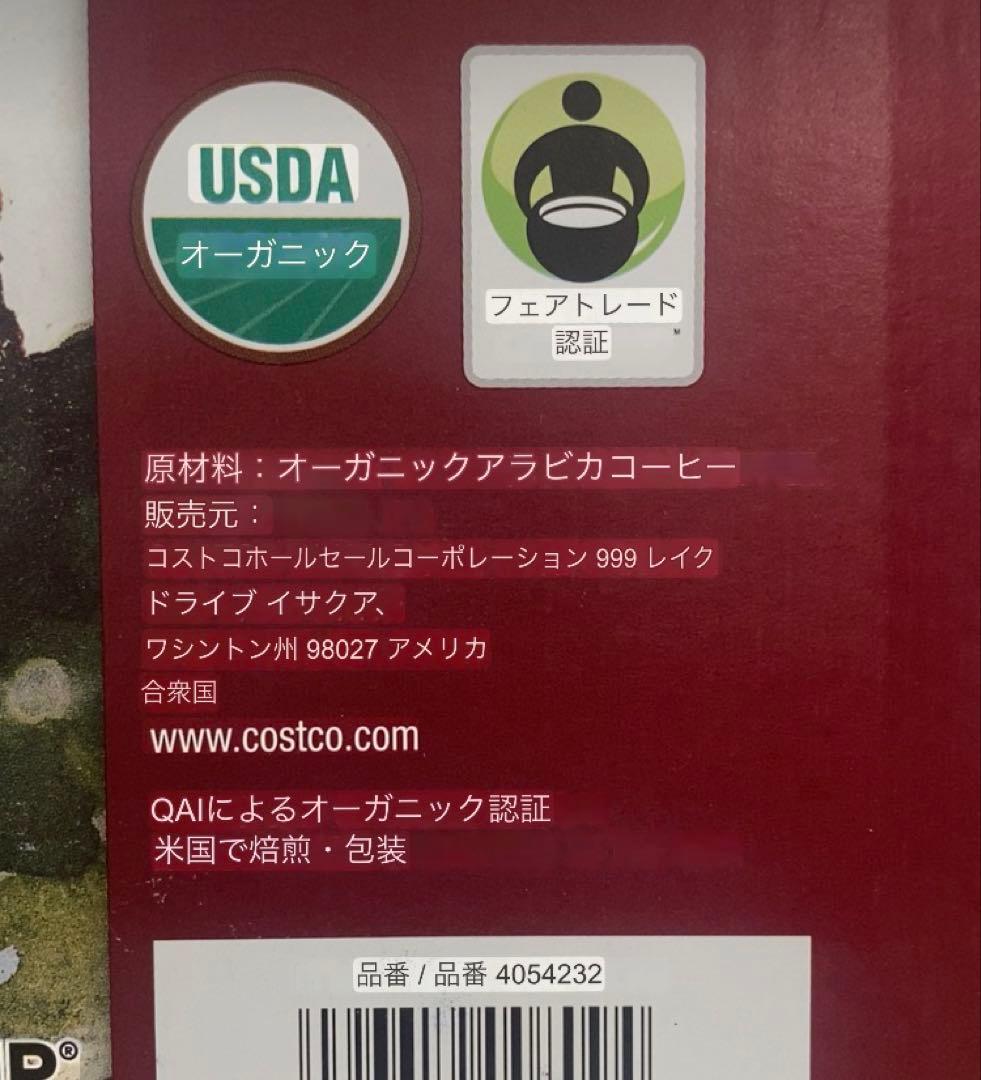 USDA
オーガニック
フェアトレード
認証
™
原材料：オーガニックアラビカコーヒー
販売元：
コストコホールセールコーポレーション 999 レイク
ドライブ イサクア、
ワシントン州 98027 アメリカ
合衆国
www.costco.com
QAIによるオーガニック認証
米国で焙煎・包装
品番 / 品番 4054232